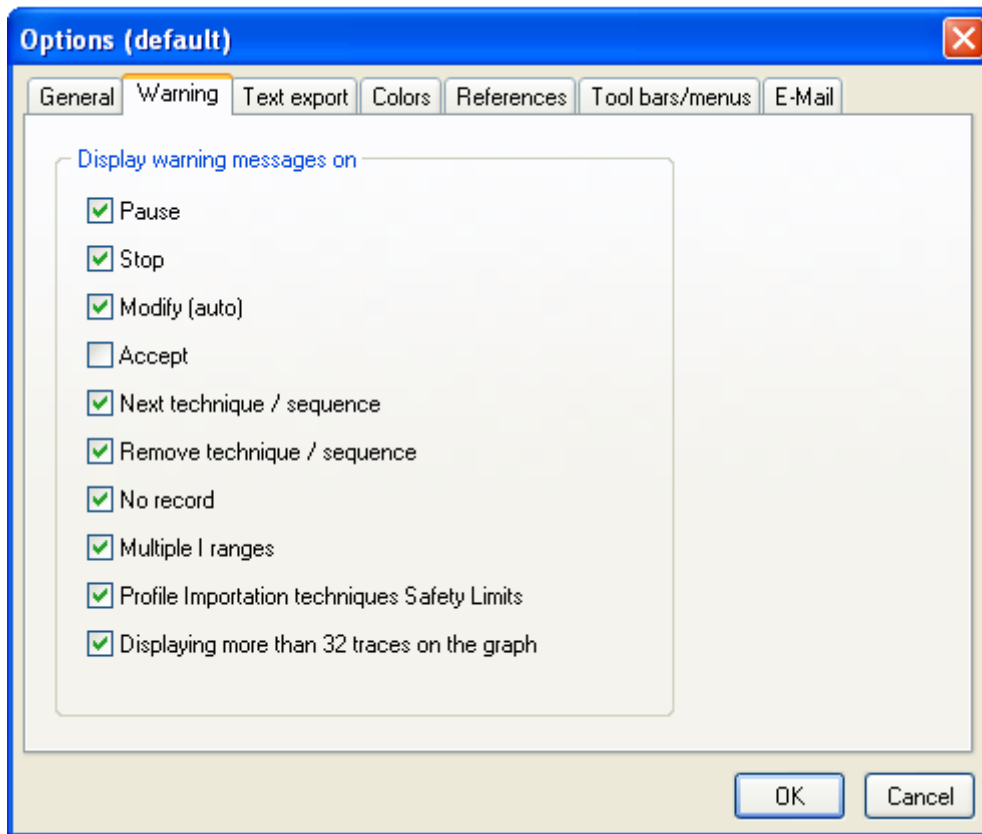 Options (default)
General Warning Text export Colors References Tool bars/menus E-Mail
Display warning messages on
Pause
Stop
Modify (auto)
Accept
Next technique / sequence
Remove technique / sequence
No record
Multiple I ranges
Profile Importation techniques Safety Limits
Displaying more than 32 traces on the graph
OK Cancel